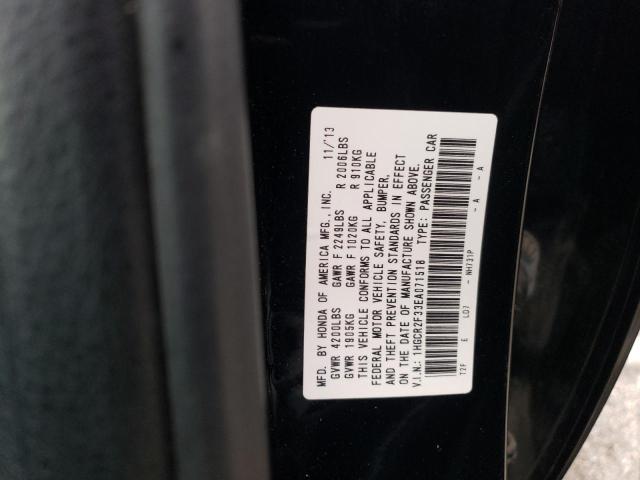 MFD. BY HONDA OF AMERICA MFG., INC. 11/'13
GVWR 4200LBS GAWR F 2249LBS R 2006LBS
GVWR 1905KG GAWR F 1020KG R 910KG
THIS VEHICLE CONFORMS TO ALL APPLICABLE
FEDERAL MOTOR VEHICLE SAFETY, BUMPER,
AND THEFT PREVENTION STANDARDS IN EFFECT
ON THE DATE OF MANUFACTURE SHOWN ABOVE.
V.I.N.: 1HGCR2F33EA071518 TYPE: PASSENGER CAR
T2F E LD7 - NH731P - A - A